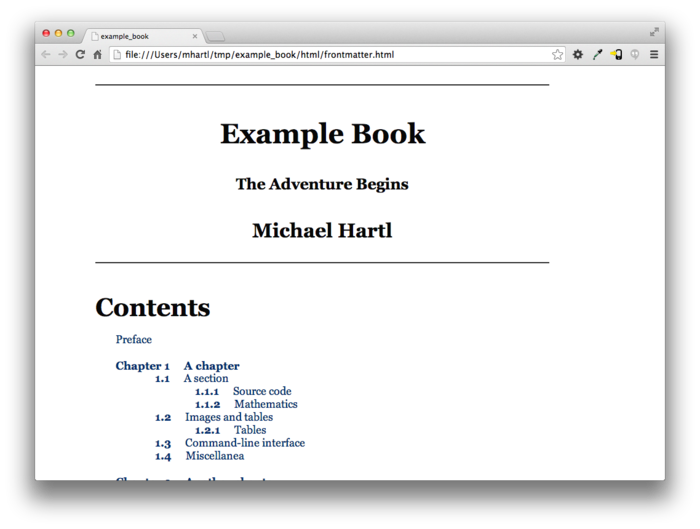 example_book
file:///Users/mhartl/tmp/example_book/html/frontmatter.html
Example Book
The Adventure Begins
Michael Hartl
Contents
Preface
Chapter 1 A chapter
1.1 A section
1.1.1 Source code
1.1.2 Mathematics
1.2 Images and tables
1.2.1 Tables
1.3 Command-line interface
1.4 Miscellanea